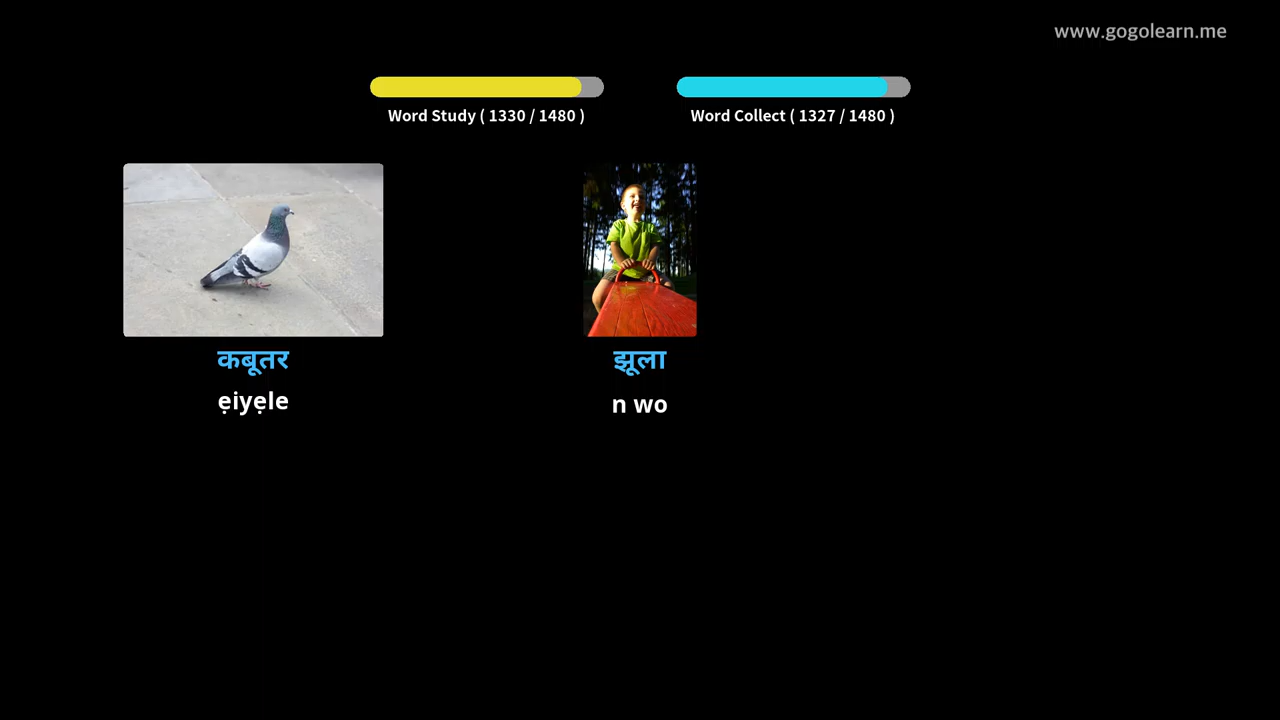 www.gogolearn.me
Word Study ( 1330 / 1480 )
Word Collect ( 1327 / 1480 )
कबूतर
ẹiyẹle
झूला
n wo